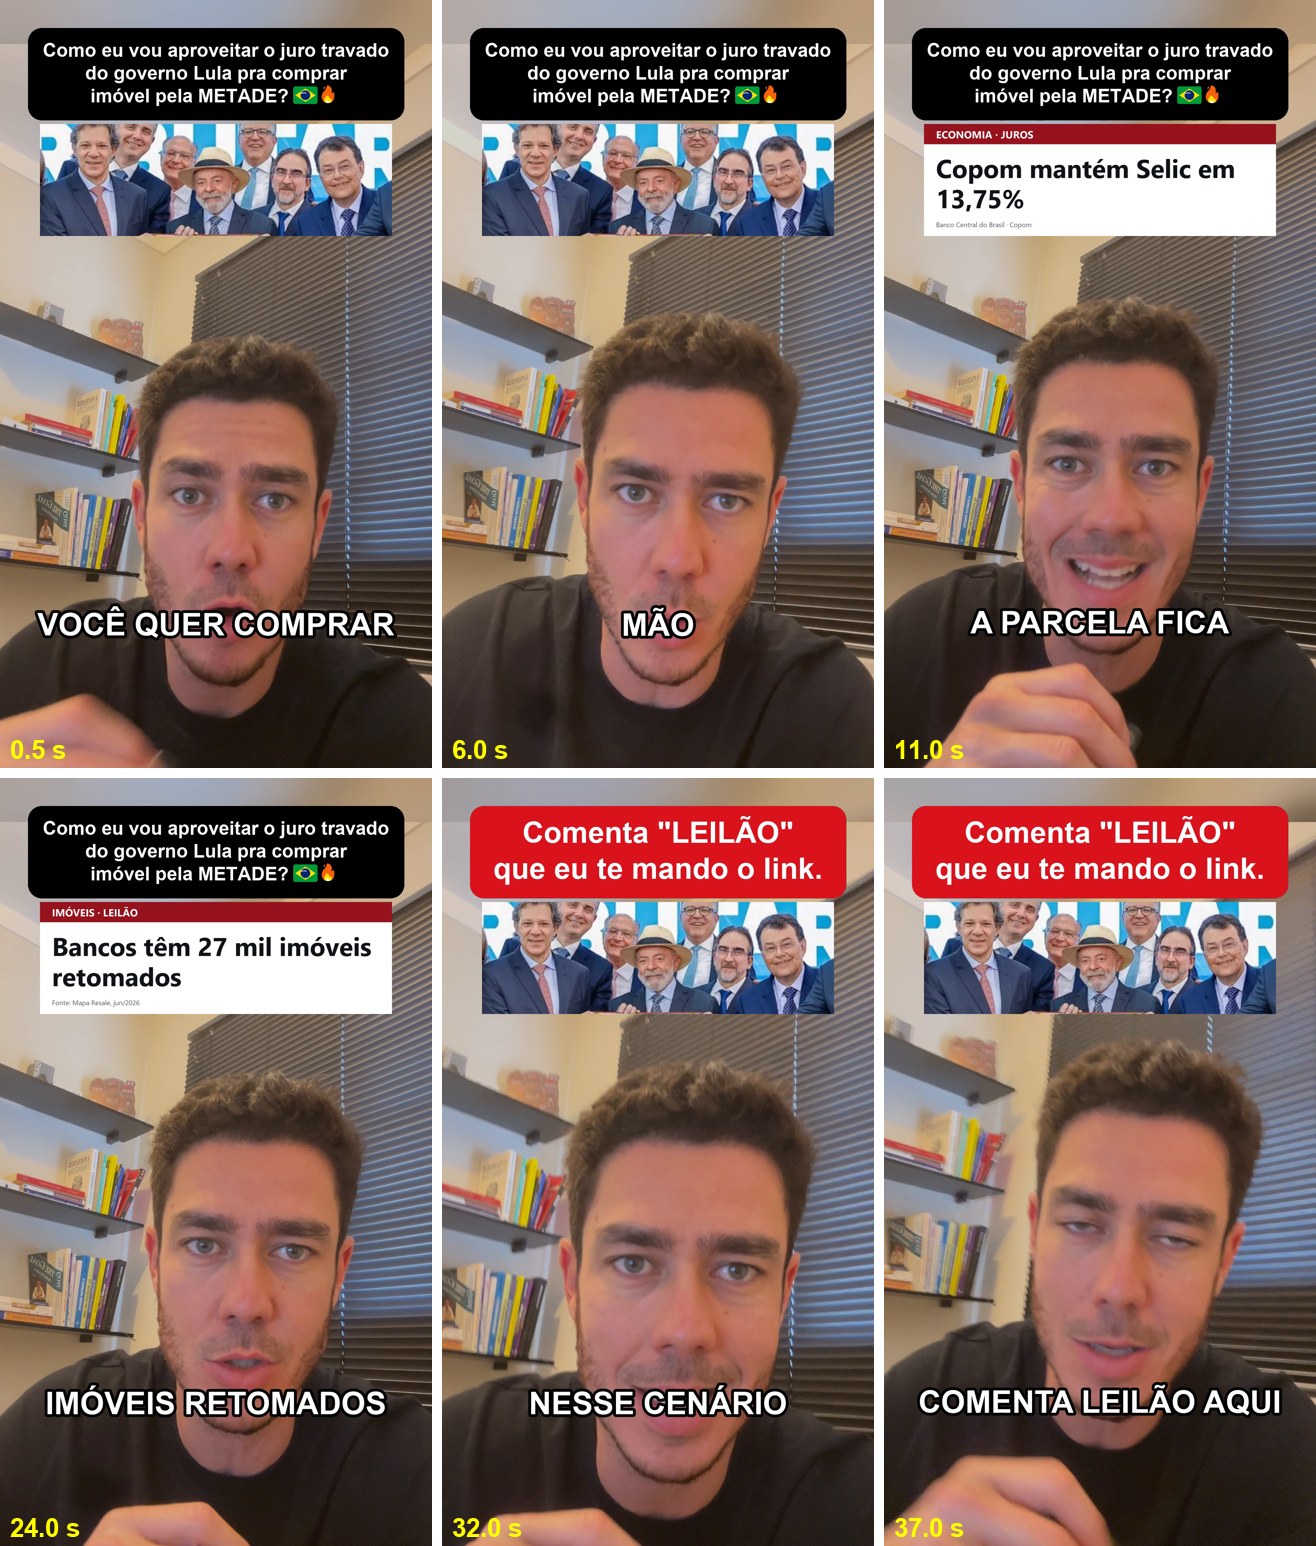 Como eu vou aproveitar o juro travado
do governo Lula pra comprar
imóvel pela METADE? 🇧🇷🔥
VOCÊ QUER COMPRAR
0.5 s
Como eu vou aproveitar o juro travado
do governo Lula pra comprar
imóvel pela METADE? 🇧🇷🔥
MÃO
6.0 s
Como eu vou aproveitar o juro travado
do governo Lula pra comprar
imóvel pela METADE? 🇧🇷🔥
ECONOMIA · JUROS
Copom mantém Selic em
13,75%
Banco Central do Brasil · Copom
A PARCELA FICA
11.0 s
Como eu vou aproveitar o juro travado
do governo Lula pra comprar
imóvel pela METADE? 🇧🇷🔥
IMÓVEIS · LEILÃO
Bancos têm 27 mil imóveis
retomados
Fonte: Mapa Resale, jun/2026
IMÓVEIS RETOMADOS
24.0 s
Comenta "LEILÃO"
que eu te mando o link.
NESSE CENÁRIO
32.0 s
Comenta "LEILÃO"
que eu te mando o link.
COMENTA LEILÃO AQUI
37.0 s